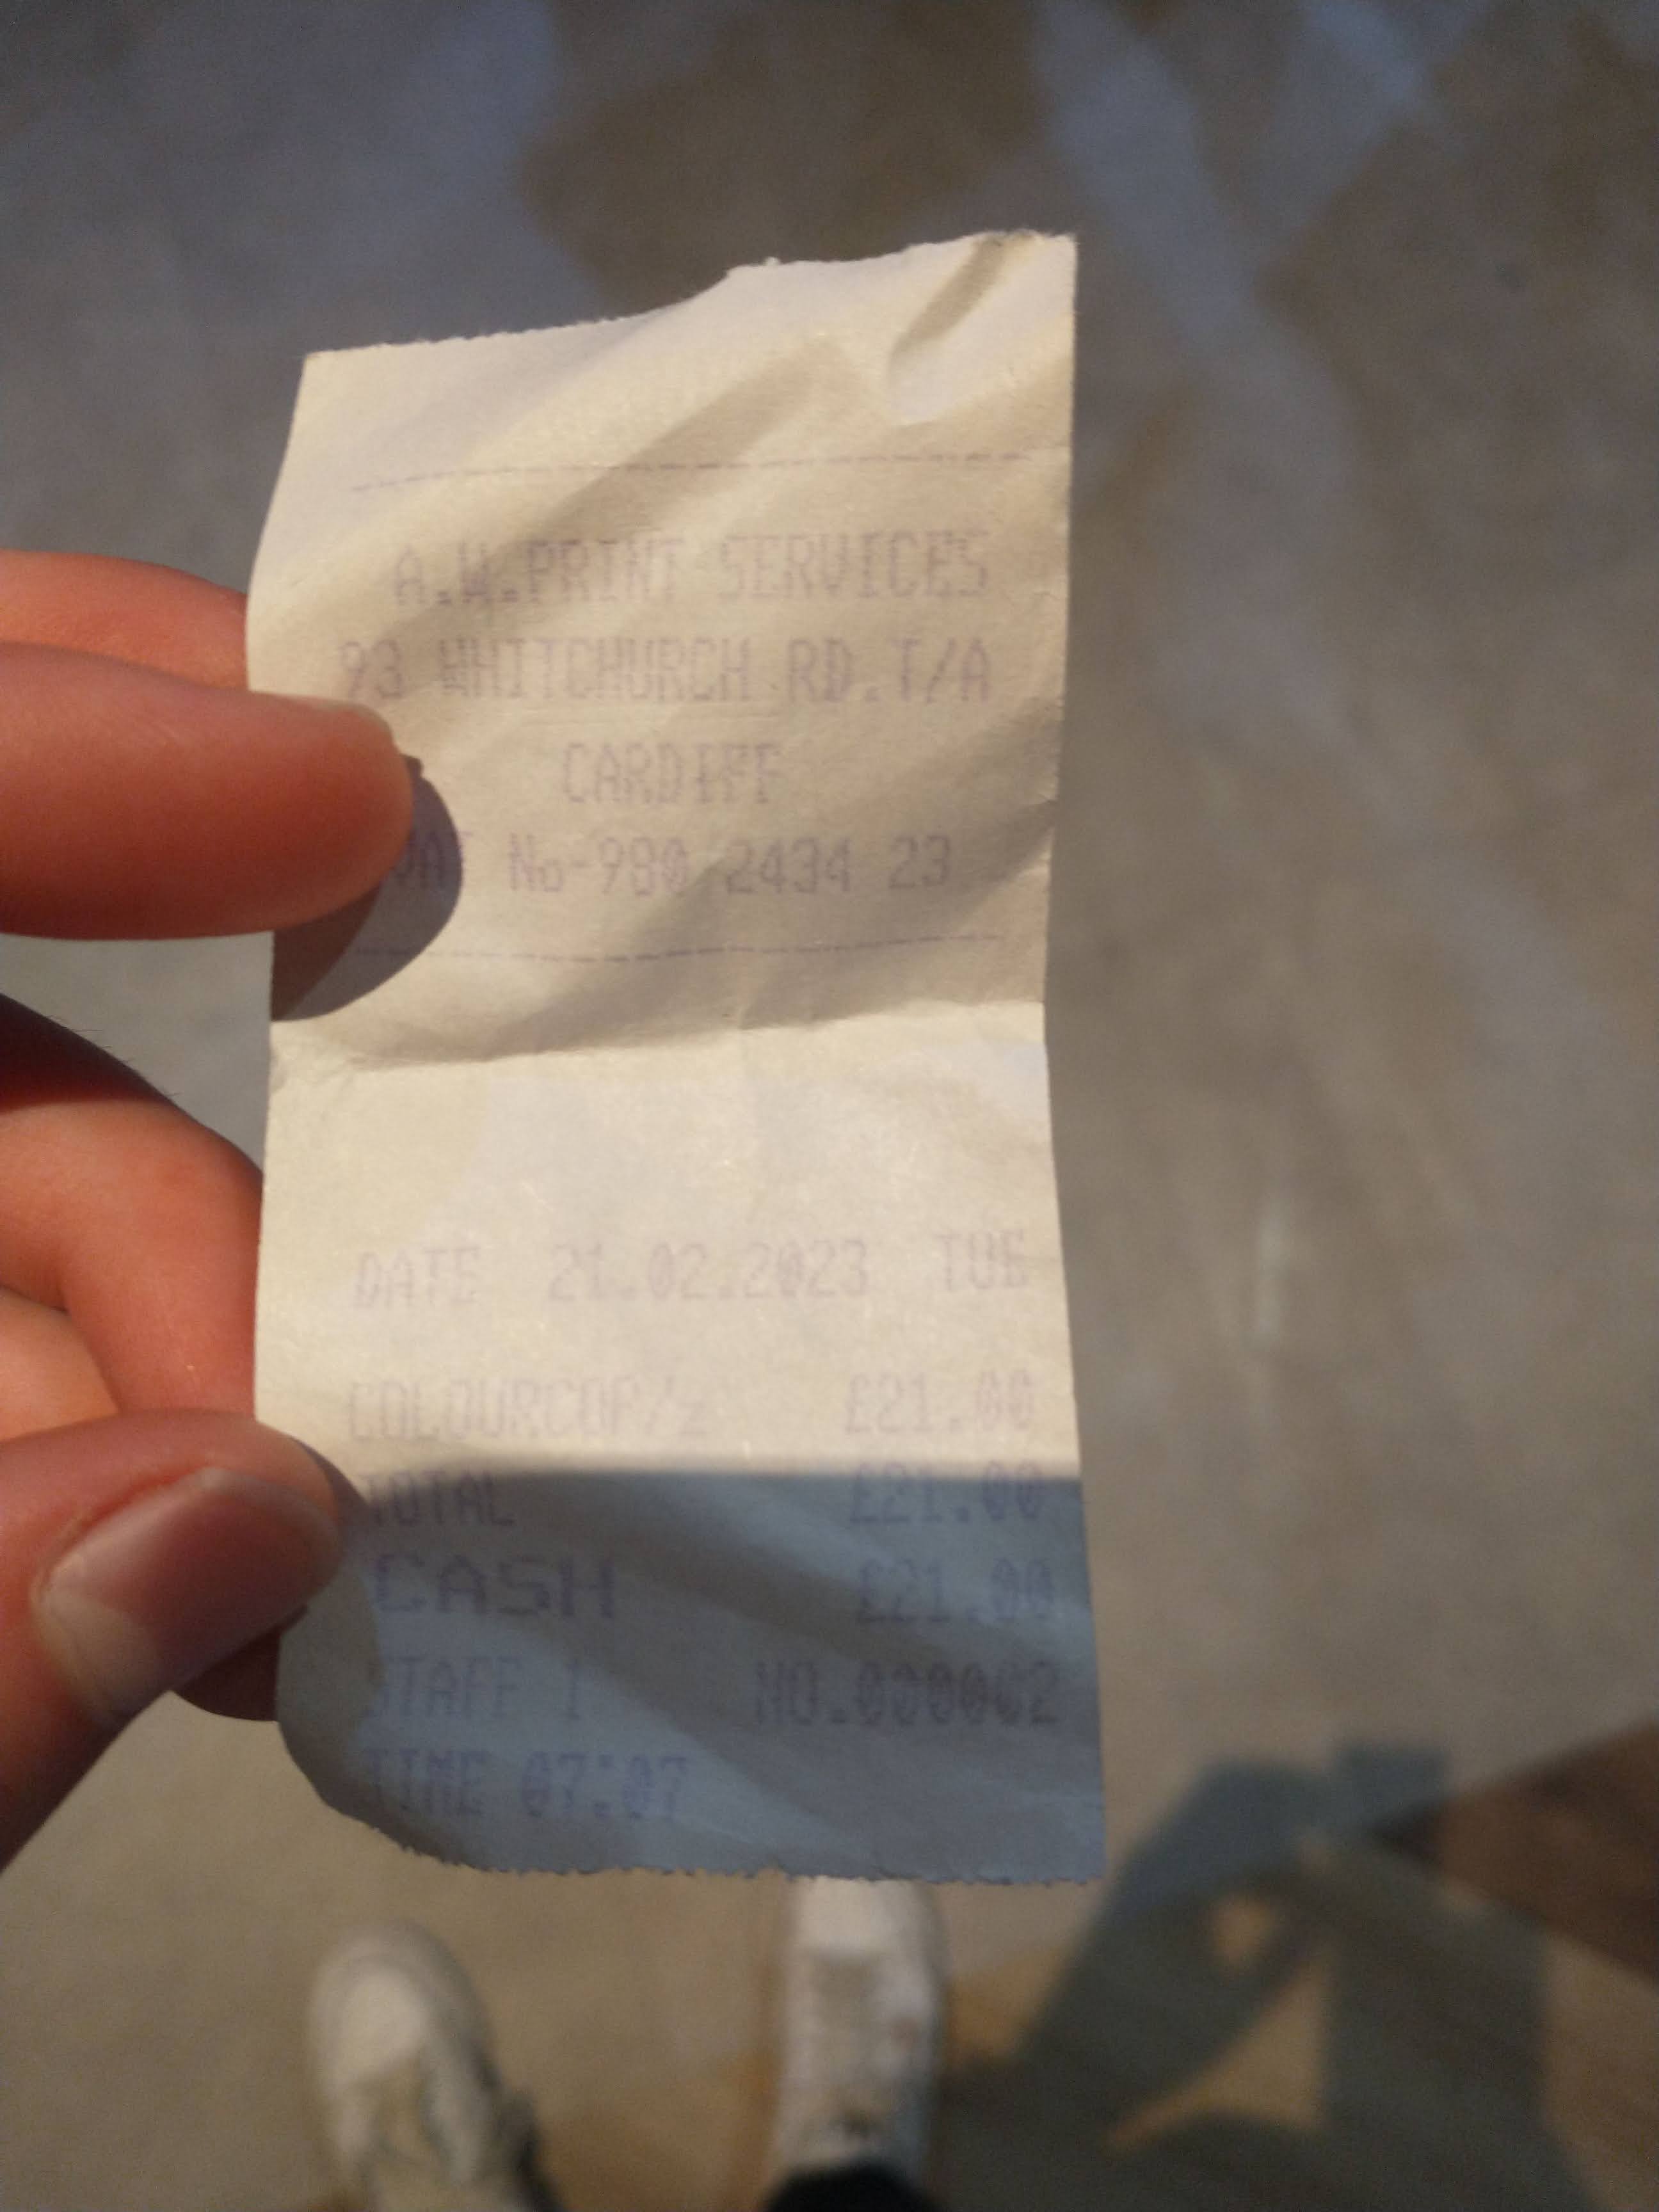 A.W.PRINT SERVICES
93 WHITCHURCH RD.T/A
CARDIFF
VAT No-980 2434 23
DATE 21.02.2023 TUE
COLOURCOP/z £21.00
TOTAL £21.00
CASH £21.00
STAFF 1 NO.000002
TIME 07:07